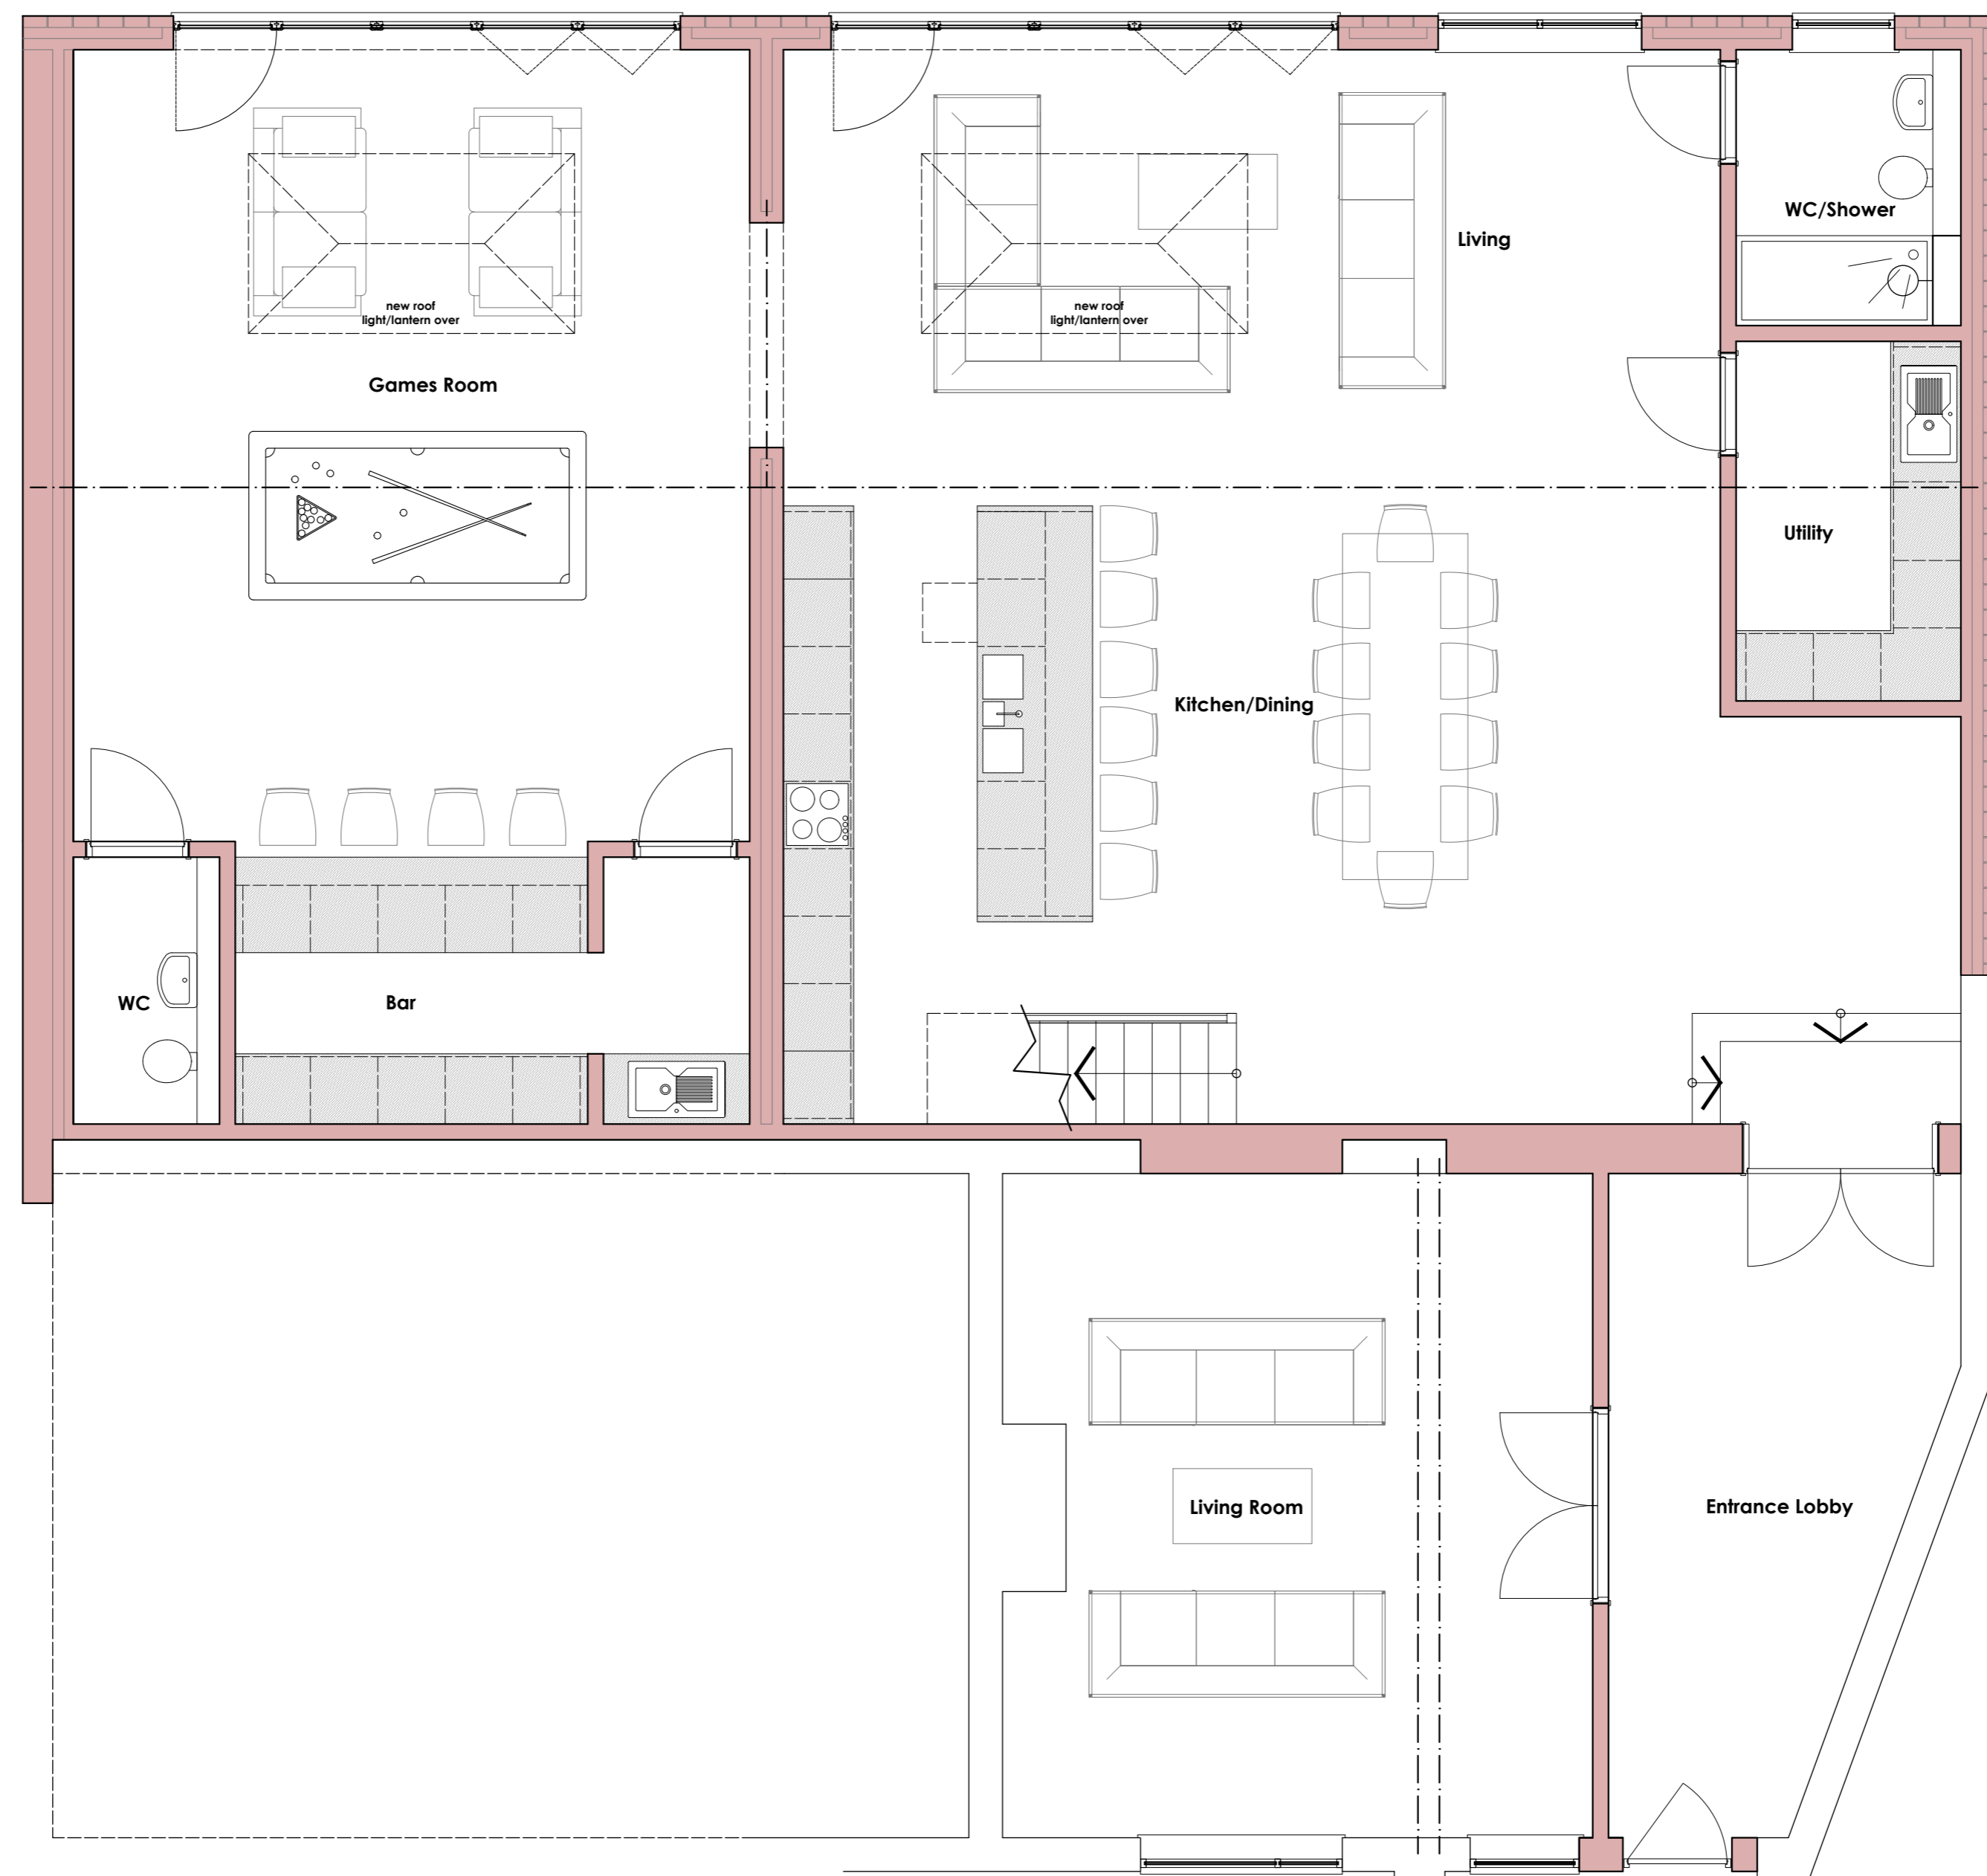 WC/Shower
Living
new roof
light/lantern over
new roof
light/lantern over
Games Room
Utility
Kitchen/Dining
WC
Bar
Living Room
Entrance Lobby